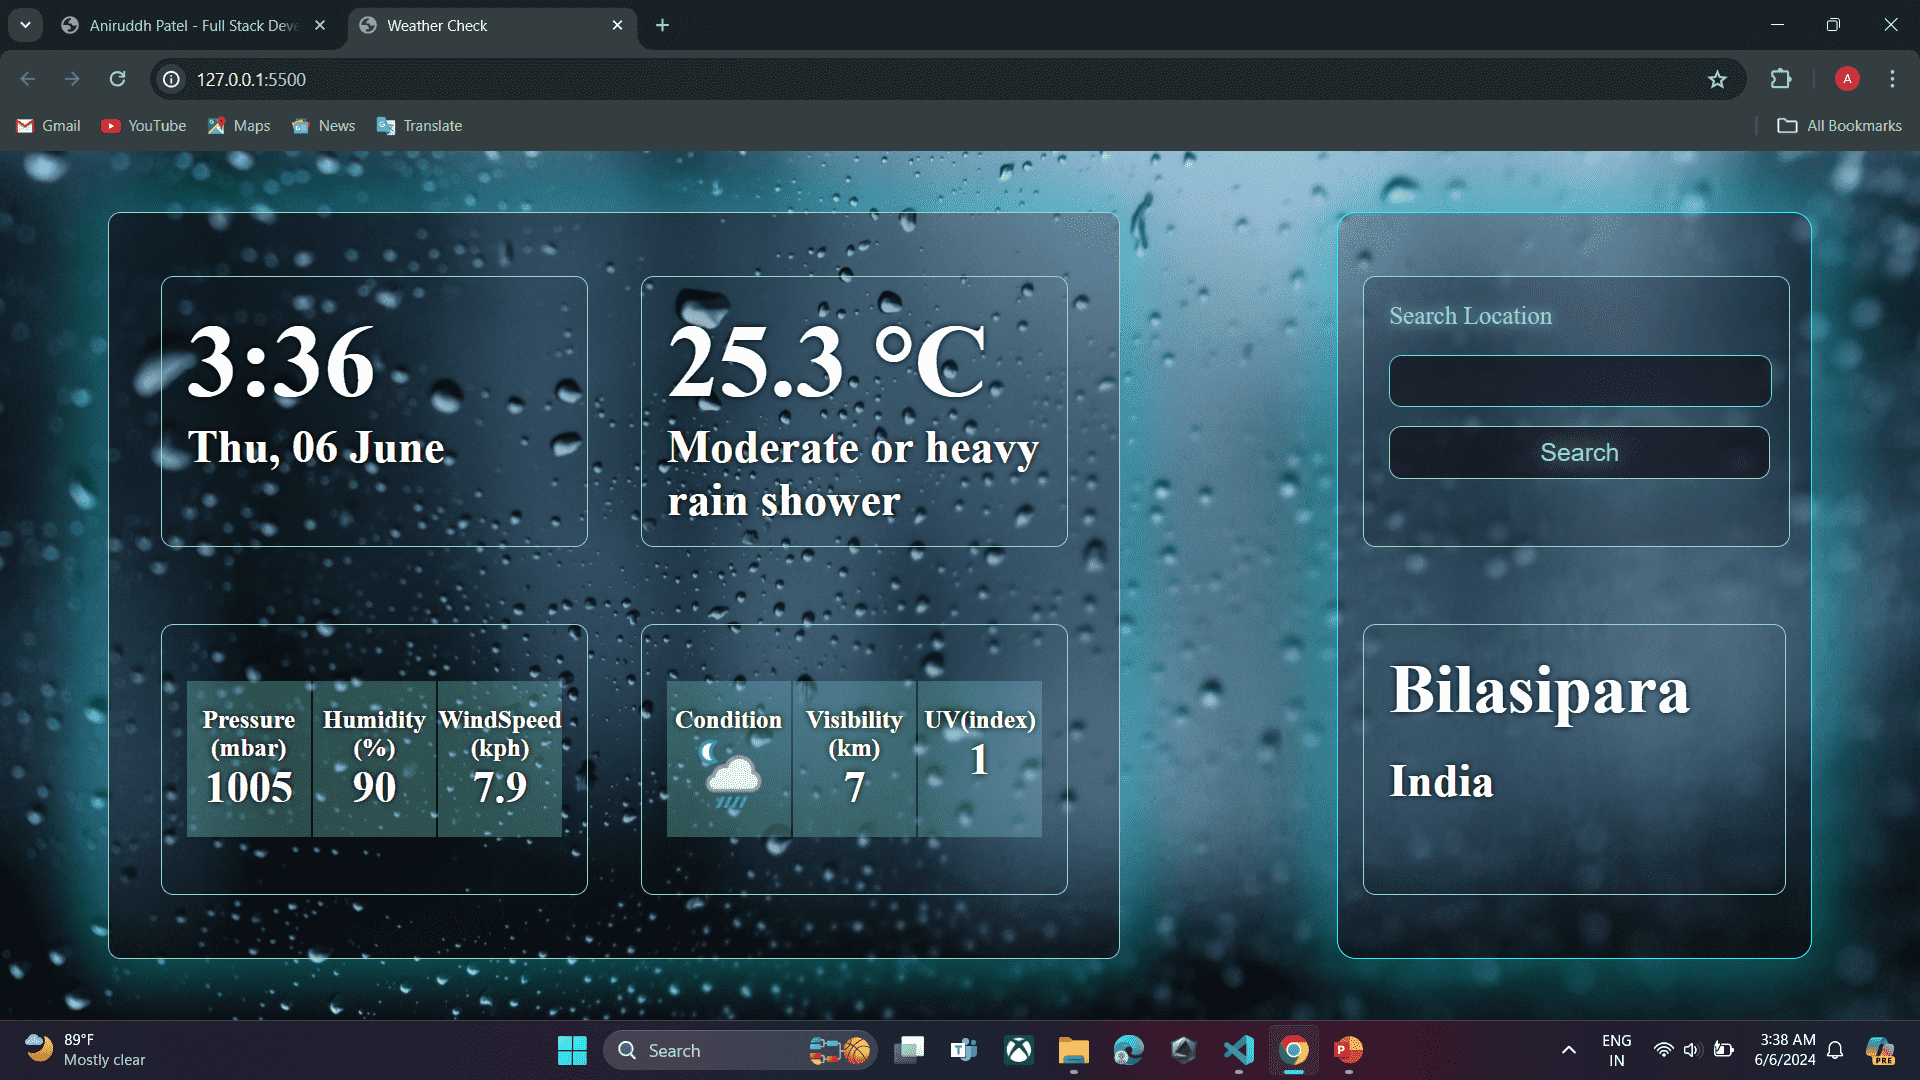 Aniruddh Patel - Full Stack Deve
Weather Check
127.0.0.1:5500
A
Gmail
YouTube
Maps
News
Translate
All Bookmarks
3:36
Thu, 06 June
25.3 °C
Moderate or heavy
rain shower
Search Location
Search
Pressure
(mbar)
1005
Humidity
(%)
90
WindSpeed
(kph)
7.9
Condition
Visibility
(km)
7
UV(index)
1
Bilasipara
India
89°F
Mostly clear
Search
ENG
IN
3:38 AM
6/6/2024
PRE